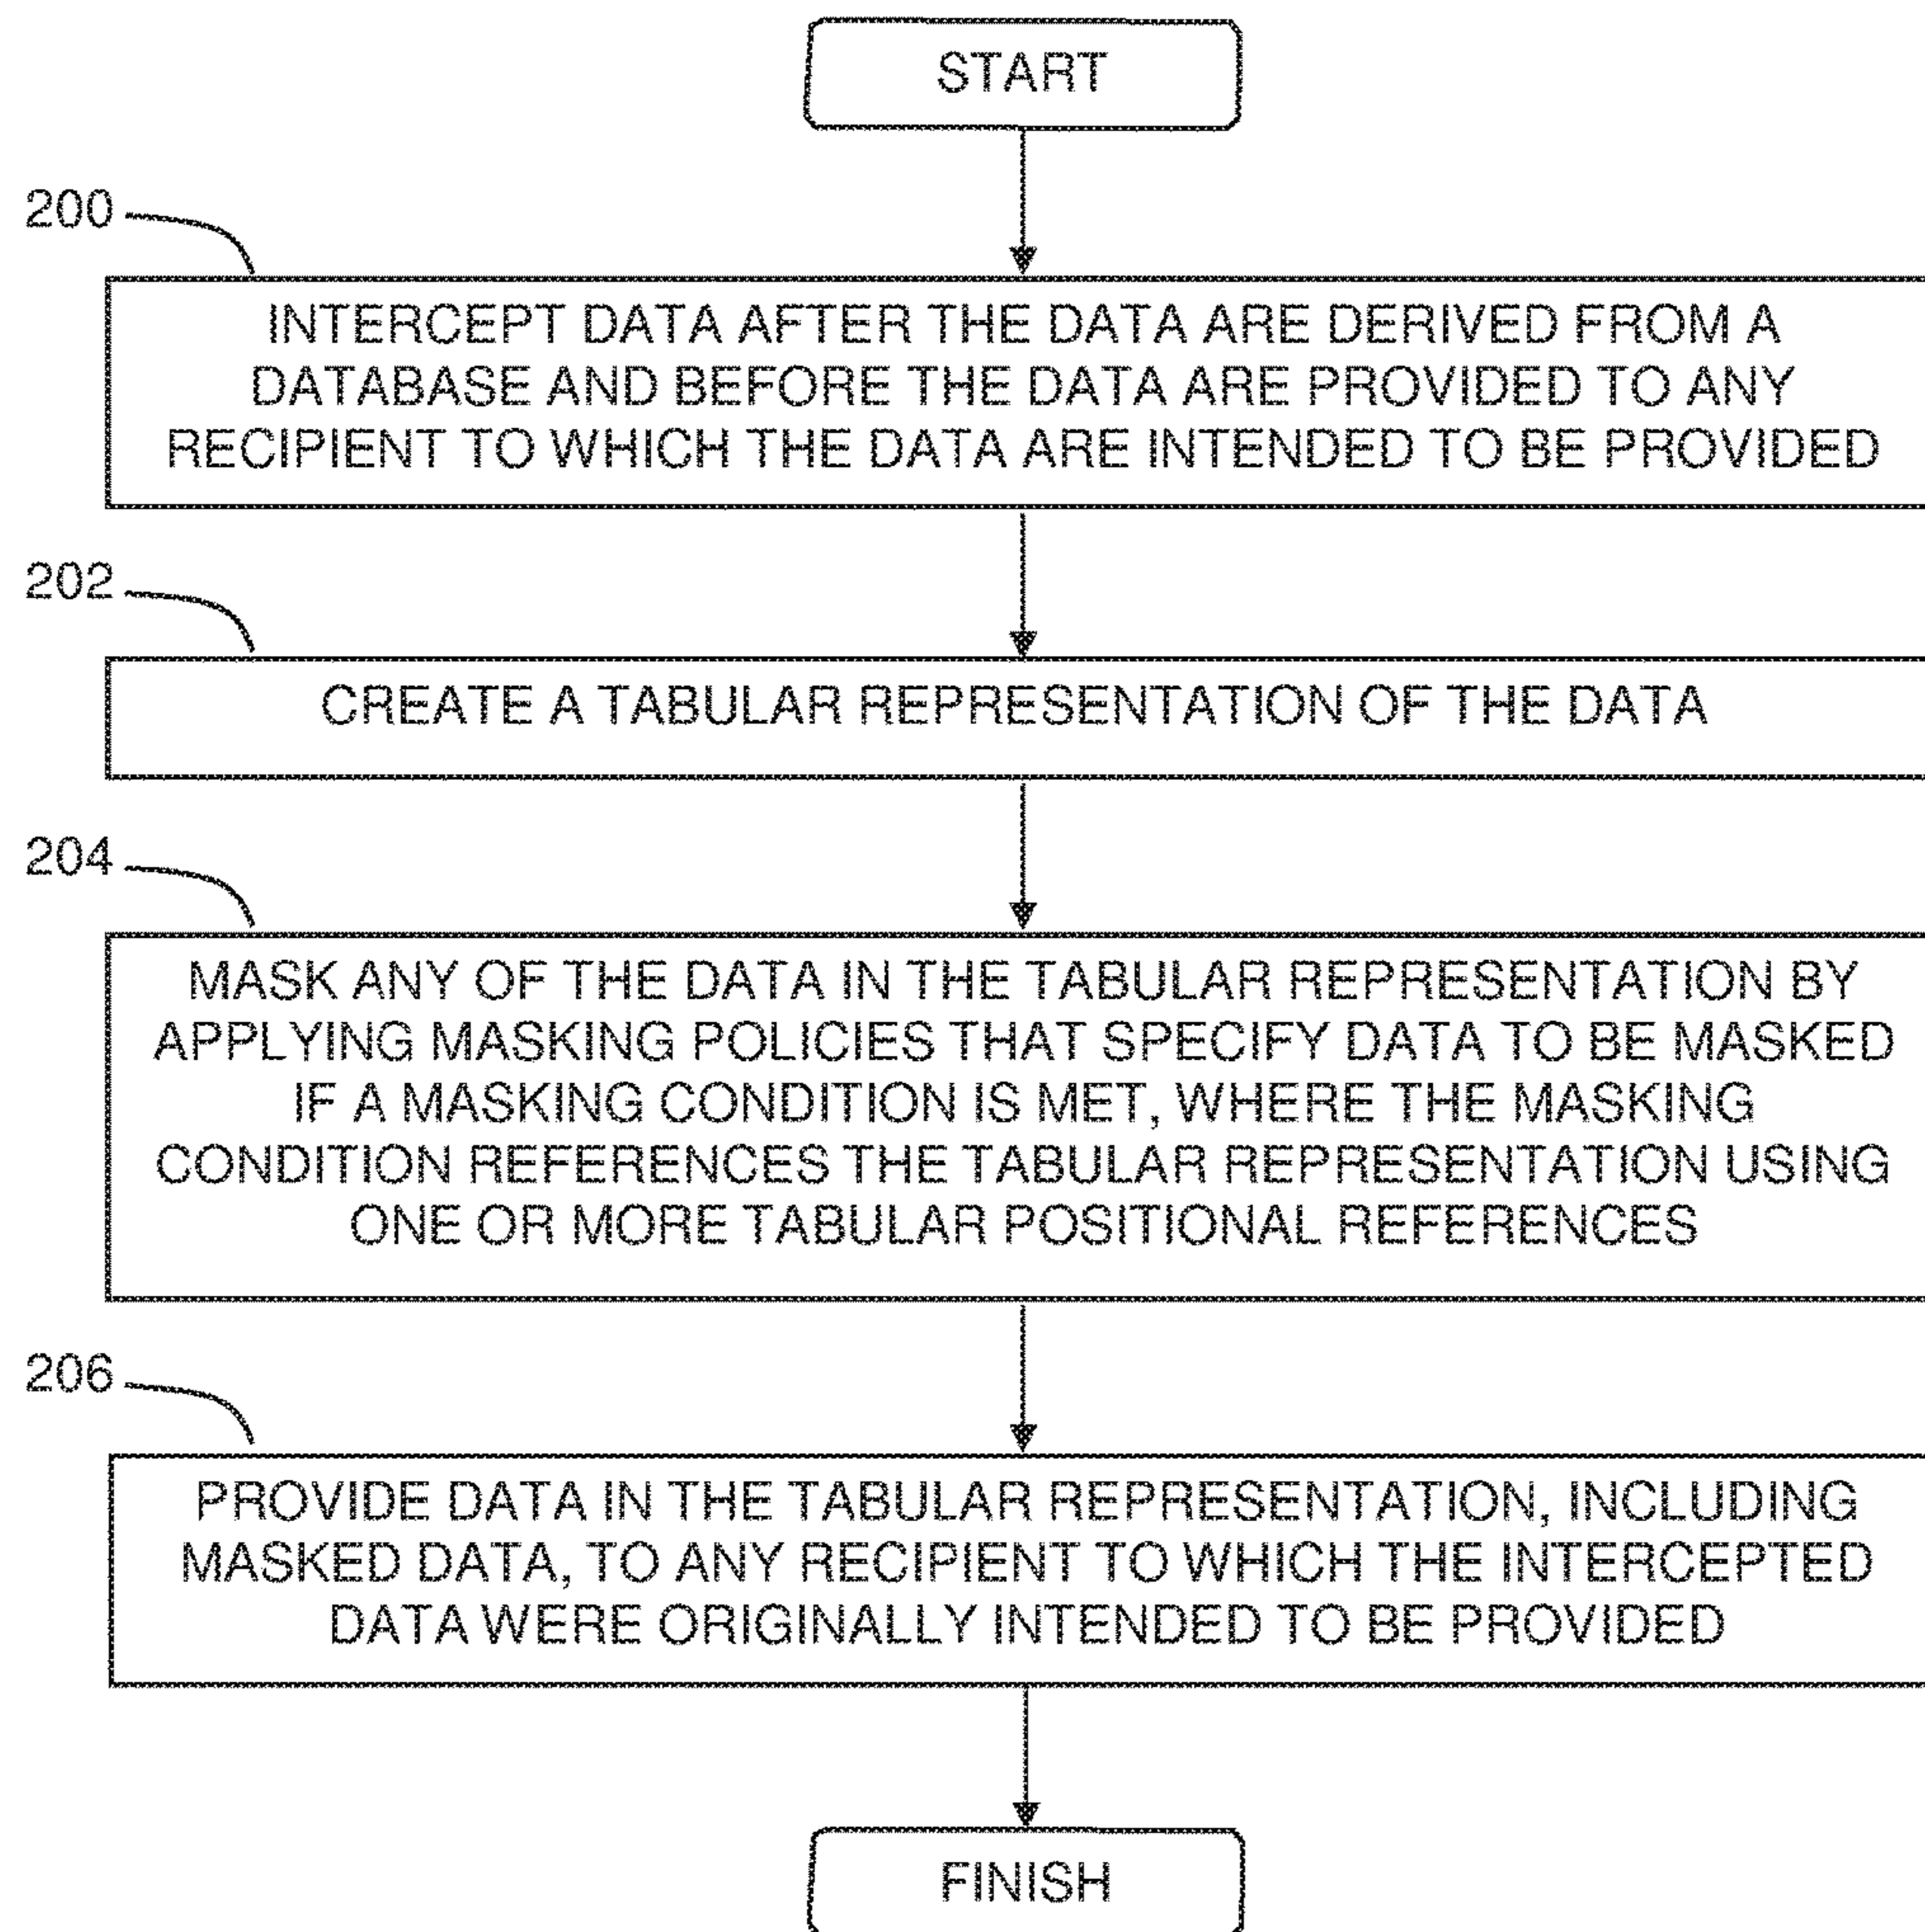 START
200
INTERCEPT DATA AFTER THE DATA ARE DERIVED FROM A
DATABASE AND BEFORE THE DATA ARE PROVIDED TO ANY
RECIPIENT TO WHICH THE DATA ARE INTENDED TO BE PROVIDED
202
CREATE A TABULAR REPRESENTATION OF THE DATA
204
MASK ANY OF THE DATA IN THE TABULAR REPRESENTATION BY
APPLYING MASKING POLICIES THAT SPECIFY DATA TO BE MASKED
IF A MASKING CONDITION IS MET, WHERE THE MASKING
CONDITION REFERENCES THE TABULAR REPRESENTATION USING
ONE OR MORE TABULAR POSITIONAL REFERENCES
206
PROVIDE DATA IN THE TABULAR REPRESENTATION, INCLUDING
MASKED DATA, TO ANY RECIPIENT TO WHICH THE INTERCEPTED
DATA WERE ORIGINALLY INTENDED TO BE PROVIDED
FINISH